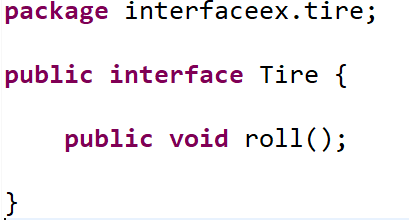 package interfaceex.tire;
public interface Tire {
public void roll();
}